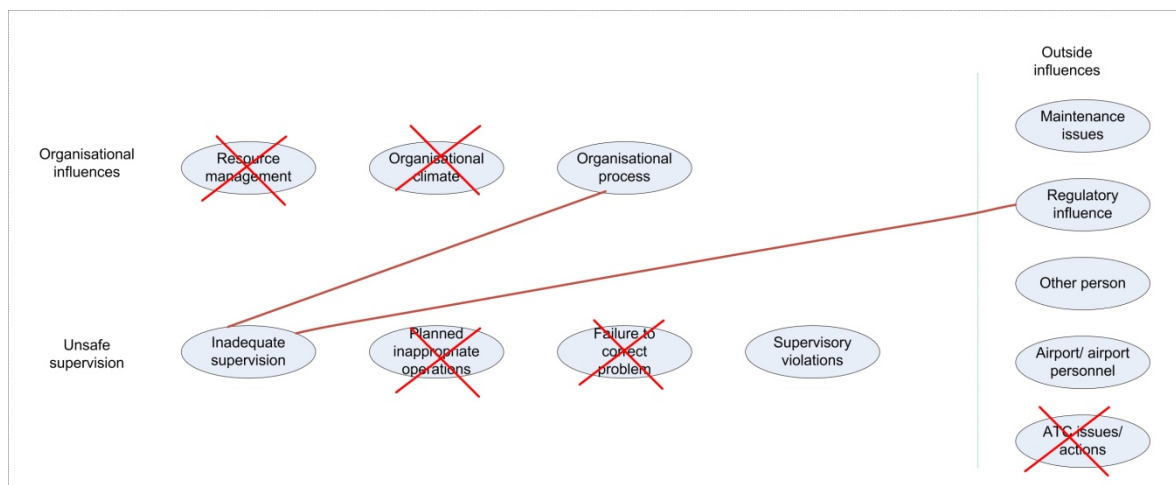 Outside
influences
Maintenance
issues
Organisational
influences
Resource
management
Organisational
climate
Organisational
process
Regulatory
influence
Other person
Unsafe
supervision
Inadequate
supervision
Planned
inappropriate
operations
Failure to
correct
problem
Supervisory
violations
Airport/ airport
personnel
ATC issues/
actions